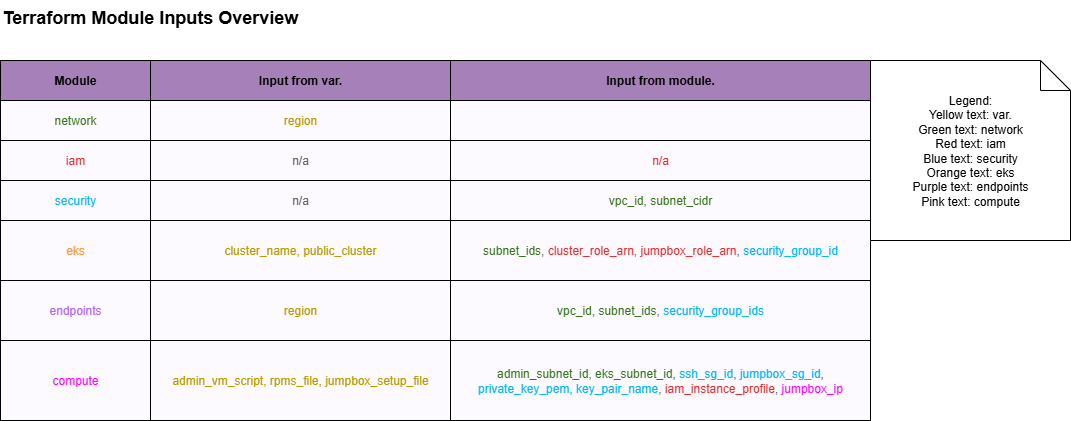 Terraform Module Inputs Overview
Module
Input from var.
Input from module.
network
region
iam
n/a
n/a
security
n/a
vpc_id, subnet_cidr
eks
cluster_name, public_cluster
subnet_ids, cluster_role_arn, jumpbox_role_arn, security_group_id
endpoints
region
vpc_id, subnet_ids, security_group_ids
compute
admin_vm_script, rpms_file, jumpbox_setup_file
admin_subnet_id, eks_subnet_id, ssh_sg_id, jumpbox_sg_id,
private_key_pem, key_pair_name, iam_instance_profile, jumpbox_ip
Legend:
Yellow text: var.
Green text: network
Red text: iam
Blue text: security
Orange text: eks
Purple text: endpoints
Pink text: compute